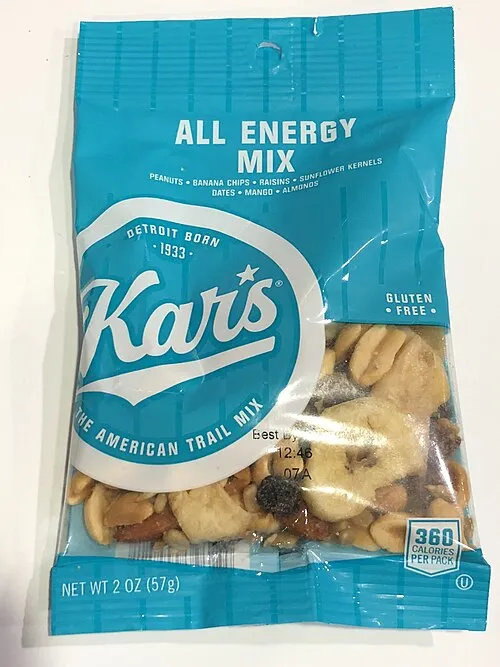 ALL ENERGY
MIX
PEANUTS • BANANA CHIPS • RAISINS • SUNFLOWER KERNELS
DATES • MANGO • ALMONDS
DETROIT BORN
• 1933 •
Kar's®
THE AMERICAN TRAIL MIX
GLUTEN
• FREE •
Best By
12:46
07A
360
CALORIES
PER PACK
NET WT 2 OZ (57g)
U